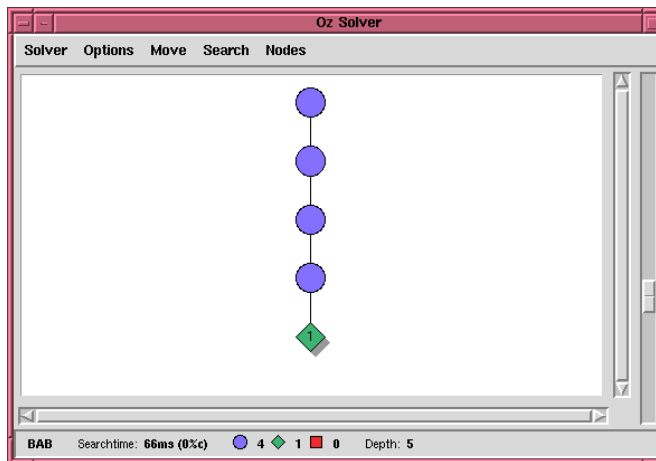 Oz Solver
Solver Options Move Search Nodes
1
BAB Searchtime: 66ms (0%c) 4 1 0 Depth: 5